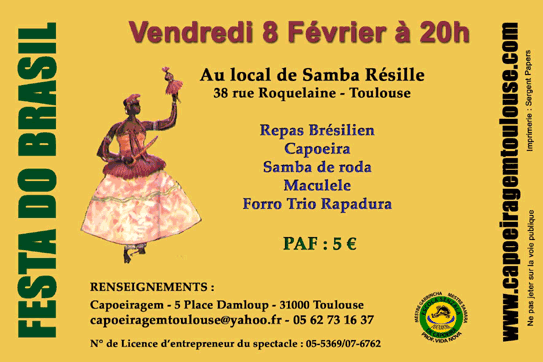 FESTA DO BRASIL
Vendredi 8 Février à 20h
Au local de Samba Résille
38 rue Roquelaine - Toulouse
Repas Brésilien
Capoeira
Samba de roda
Maculele
Forro Trio Rapadura
PAF : 5 €
RENSEIGNEMENTS :
Capoeiragem - 5 Place Damloup - 31000 Toulouse
capoeiragemtoulouse@yahoo.fr - 05 62 73 16 37
N° de Licence d'entrepreneur du spectacle : 05-5369/07-6762
www.capoeiragemtoulouse.com
Imprimerie : Sergent Papers
Ne pas jeter sur la voie publique